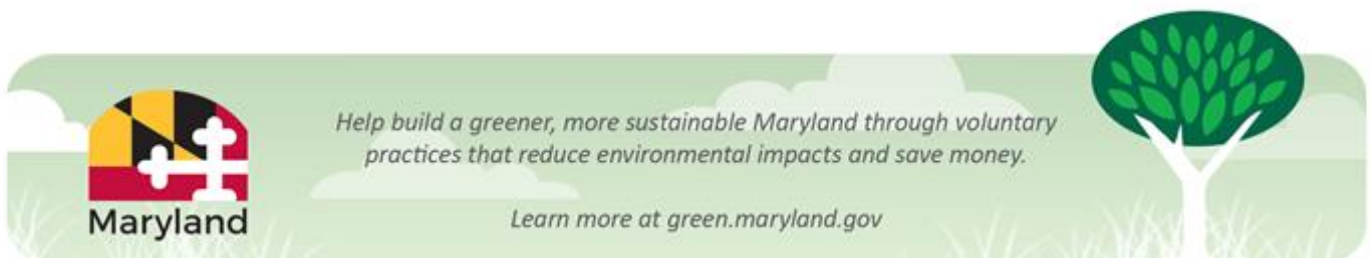 Help build a greener, more sustainable Maryland through voluntary
practices that reduce environmental impacts and save money.
Maryland
Learn more at green.maryland.gov